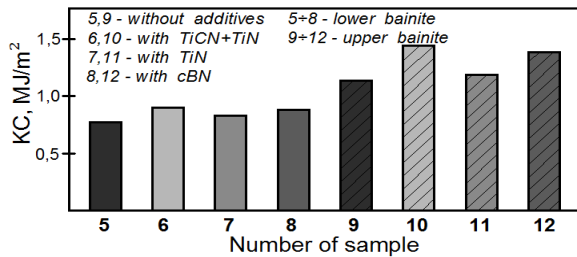 5,9 - without additives 5÷8 - lower bainite
6,10 - with TiCN+TiN 9÷12 - upper bainite
7,11 - with TiN
8,12 - with cBN
KC, MJ/m²
1,5
1,0
0,5
5 6 7 8 9 10 11 12
Number of sample